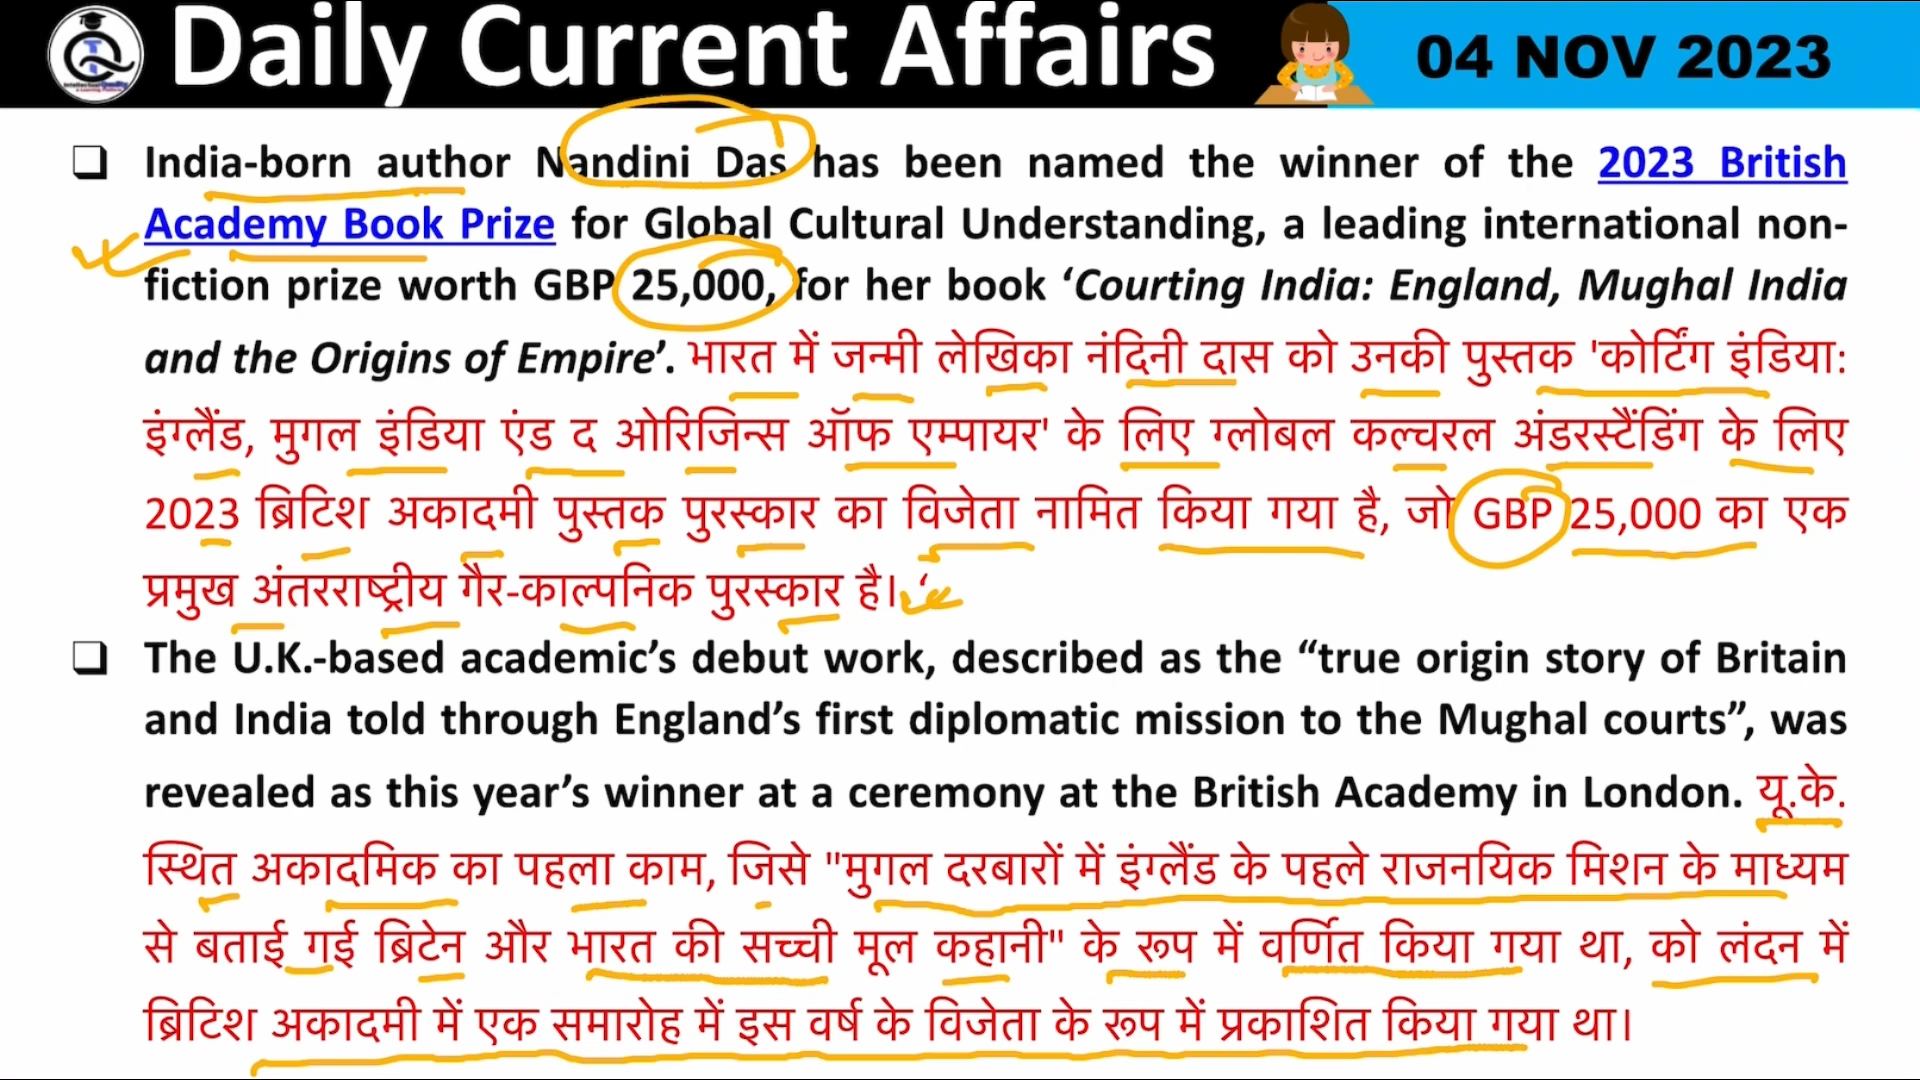 Daily Current Affairs
04 NOV 2023
India-born author Nandini Das has been named the winner of the 2023 British
Academy Book Prize for Global Cultural Understanding, a leading international non-
fiction prize worth GBP 25,000, for her book ‘Courting India: England, Mughal India
and the Origins of Empire’. भारत में जन्मी लेखिका नंदिनी दास को उनकी पुस्तक 'कोर्टिंग इंडिया:
इंग्लैंड, मुगल इंडिया एंड द ओरिजिन्स ऑफ एम्पायर' के लिए ग्लोबल कल्चरल अंडरस्टैंडिंग के लिए
2023 ब्रिटिश अकादमी पुस्तक पुरस्कार का विजेता नामित किया गया है, जो GBP 25,000 का एक
प्रमुख अंतरराष्ट्रीय गैर-काल्पनिक पुरस्कार है। ‘
The U.K.-based academic’s debut work, described as the “true origin story of Britain
and India told through England’s first diplomatic mission to the Mughal courts”, was
revealed as this year’s winner at a ceremony at the British Academy in London. यू.के.
स्थित अकादमिक का पहला काम, जिसे "मुगल दरबारों में इंग्लैंड के पहले राजनयिक मिशन के माध्यम
से बताई गई ब्रिटेन और भारत की सच्ची मूल कहानी" के रूप में वर्णित किया गया था, को लंदन में
ब्रिटिश अकादमी में एक समारोह में इस वर्ष के विजेता के रूप में प्रकाशित किया गया था।